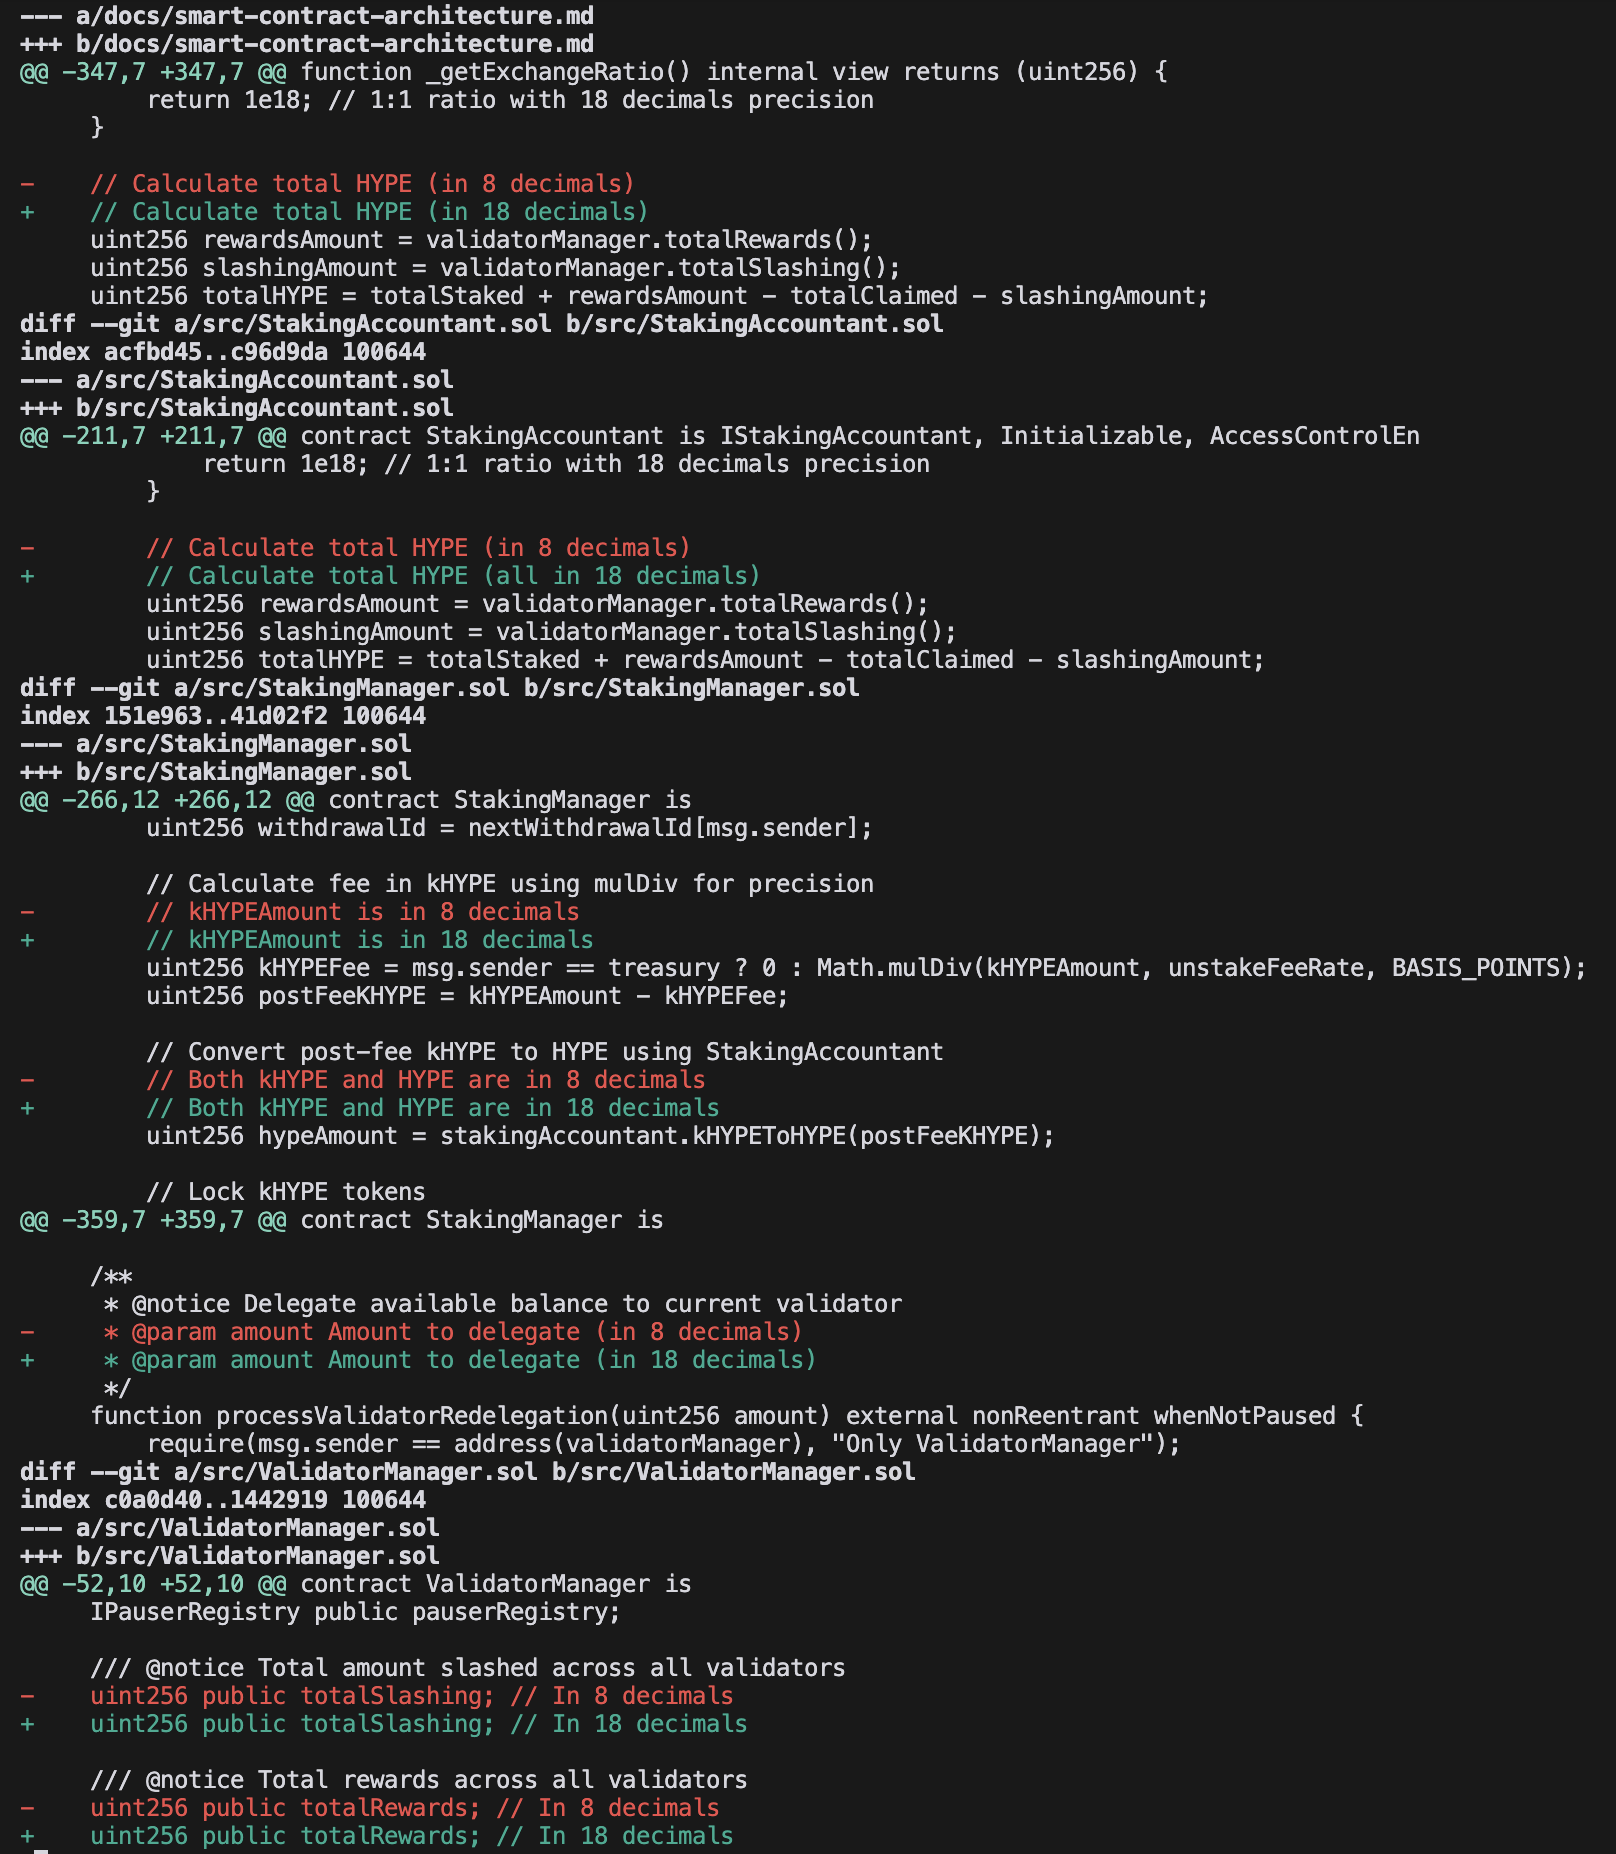 --- a/docs/smart-contract-architecture.md
+++ b/docs/smart-contract-architecture.md
@@ -347,7 +347,7 @@ function _getExchangeRatio() internal view returns (uint256) {
         return 1e18; // 1:1 ratio with 18 decimals precision
     }

-    // Calculate total HYPE (in 8 decimals)
+    // Calculate total HYPE (in 18 decimals)
     uint256 rewardsAmount = validatorManager.totalRewards();
     uint256 slashingAmount = validatorManager.totalSlashing();
     uint256 totalHYPE = totalStaked + rewardsAmount - totalClaimed - slashingAmount;
diff --git a/src/StakingAccountant.sol b/src/StakingAccountant.sol
index acfbd45..c96d9da 100644
--- a/src/StakingAccountant.sol
+++ b/src/StakingAccountant.sol
@@ -211,7 +211,7 @@ contract StakingAccountant is IStakingAccountant, Initializable, AccessControlEn
             return 1e18; // 1:1 ratio with 18 decimals precision
         }

-        // Calculate total HYPE (in 8 decimals)
+        // Calculate total HYPE (all in 18 decimals)
         uint256 rewardsAmount = validatorManager.totalRewards();
         uint256 slashingAmount = validatorManager.totalSlashing();
         uint256 totalHYPE = totalStaked + rewardsAmount - totalClaimed - slashingAmount;
diff --git a/src/StakingManager.sol b/src/StakingManager.sol
index 151e963..41d02f2 100644
--- a/src/StakingManager.sol
+++ b/src/StakingManager.sol
@@ -266,12 +266,12 @@ contract StakingManager is
         uint256 withdrawalId = nextWithdrawalId[msg.sender];

         // Calculate fee in kHYPE using mulDiv for precision
-        // kHYPEAmount is in 8 decimals
+        // kHYPEAmount is in 18 decimals
         uint256 kHYPEFee = msg.sender == treasury ? 0 : Math.mulDiv(kHYPEAmount, unstakeFeeRate, BASIS_POINTS);
         uint256 postFeeKHYPE = kHYPEAmount - kHYPEFee;

         // Convert post-fee kHYPE to HYPE using StakingAccountant
-        // Both kHYPE and HYPE are in 8 decimals
+        // Both kHYPE and HYPE are in 18 decimals
         uint256 hypeAmount = stakingAccountant.kHYPEToHYPE(postFeeKHYPE);

         // Lock kHYPE tokens
@@ -359,7 +359,7 @@ contract StakingManager is

     /**
      * @notice Delegate available balance to current validator
-     * @param amount Amount to delegate (in 8 decimals)
+     * @param amount Amount to delegate (in 18 decimals)
      */
     function processValidatorRedelegation(uint256 amount) external nonReentrant whenNotPaused {
         require(msg.sender == address(validatorManager), "Only ValidatorManager");
diff --git a/src/ValidatorManager.sol b/src/ValidatorManager.sol
index c0a0d40..1442919 100644
--- a/src/ValidatorManager.sol
+++ b/src/ValidatorManager.sol
@@ -52,10 +52,10 @@ contract ValidatorManager is
     IPauserRegistry public pauserRegistry;

     /// @notice Total amount slashed across all validators
-    uint256 public totalSlashing; // In 8 decimals
+    uint256 public totalSlashing; // In 18 decimals

     /// @notice Total rewards across all validators
-    uint256 public totalRewards; // In 8 decimals
+    uint256 public totalRewards; // In 18 decimals